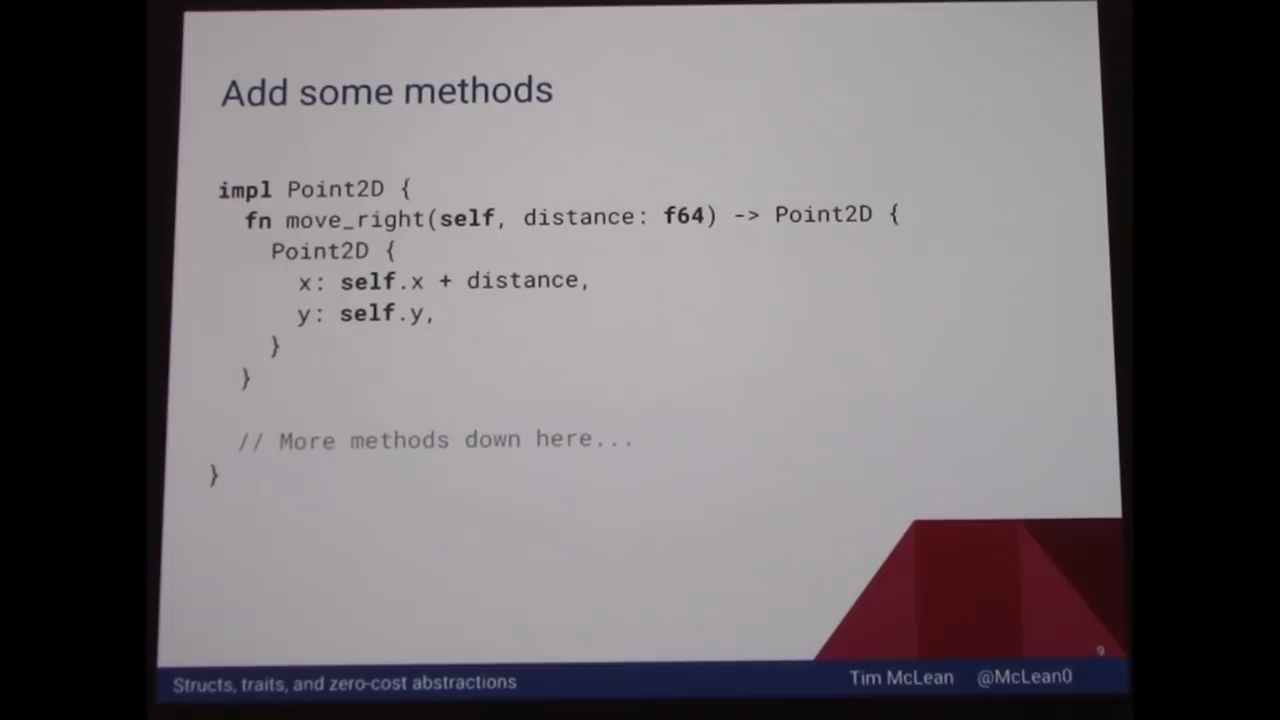 Add some methods
impl Point2D {
fn move_right(self, distance: f64) -> Point2D {
Point2D {
x: self.x + distance,
y: self.y,
}
}
// More methods down here...
}
9
Structs, traits, and zero-cost abstractions
Tim McLean @McLean0